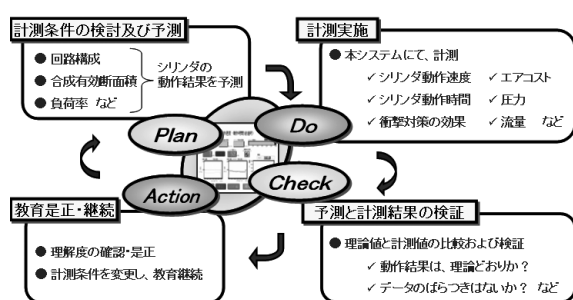 計測条件の検討及び予測
● 回路構成
● 合成有効断面積
● 負荷率 など
シリンダの
動作結果を予測
計測実施
● 本システムにて、計測
✓ シリンダ動作速度 ✓ エアコスト
✓ シリンダ動作時間 ✓ 圧力
✓ 衝撃対策の効果 ✓ 流量 など
Plan
Do
Action
Check
教育是正・継続
● 理解度の確認・是正
● 計測条件を変更し、教育継続
予測と計測結果の検証
● 理論値と計測値の比較および検証
✓ 動作結果は、理論どおりか?
✓ データのばらつきはないか? など